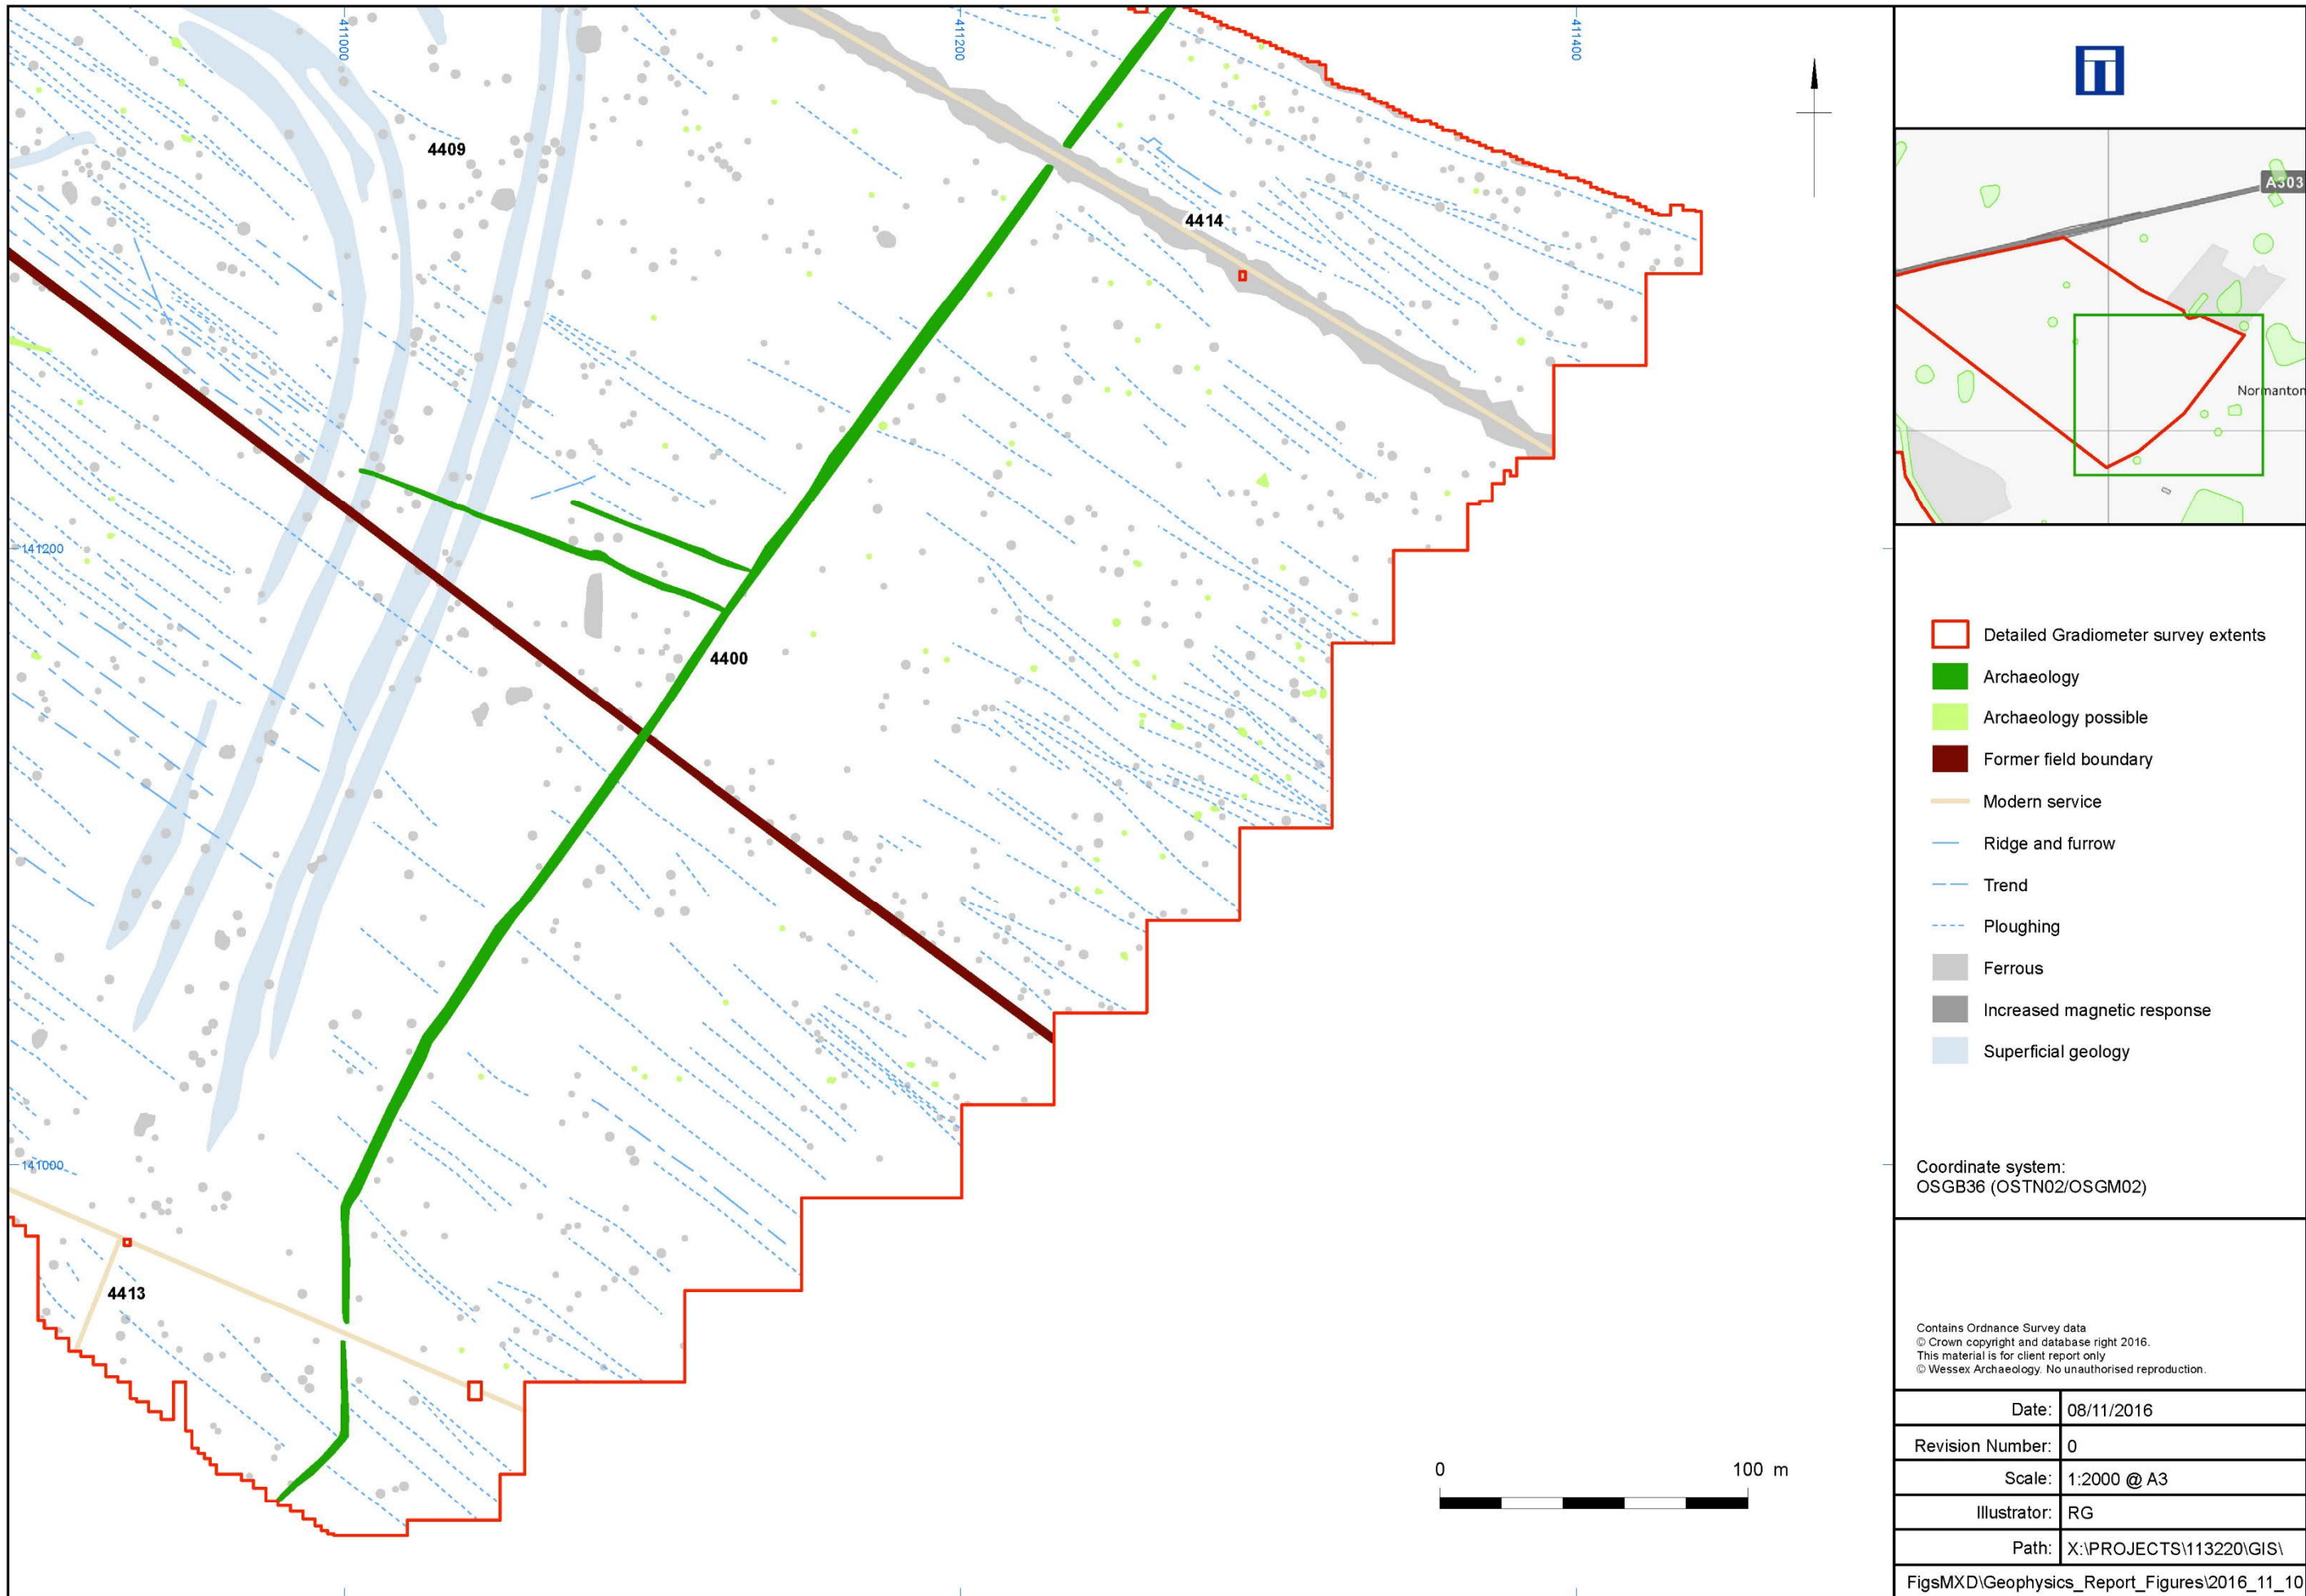 411000
411200
411400
4409
4414
141200
4400
141000
4413
0 100 m
A303
Normanton
Detailed Gradiometer survey extents
Archaeology
Archaeology possible
Former field boundary
Modern service
Ridge and furrow
Trend
Ploughing
Ferrous
Increased magnetic response
Superficial geology
Coordinate system:
OSGB36 (OSTN02/OSGM02)
Contains Ordnance Survey data
© Crown copyright and database right 2016.
This material is for client report only
© Wessex Archaeology. No unauthorised reproduction.
Date: 08/11/2016
Revision Number: 0
Scale: 1:2000 @ A3
Illustrator: RG
Path: X:\PROJECTS\113220\GIS\
FigsMXD\Geophysics_Report_Figures\2016_11_10